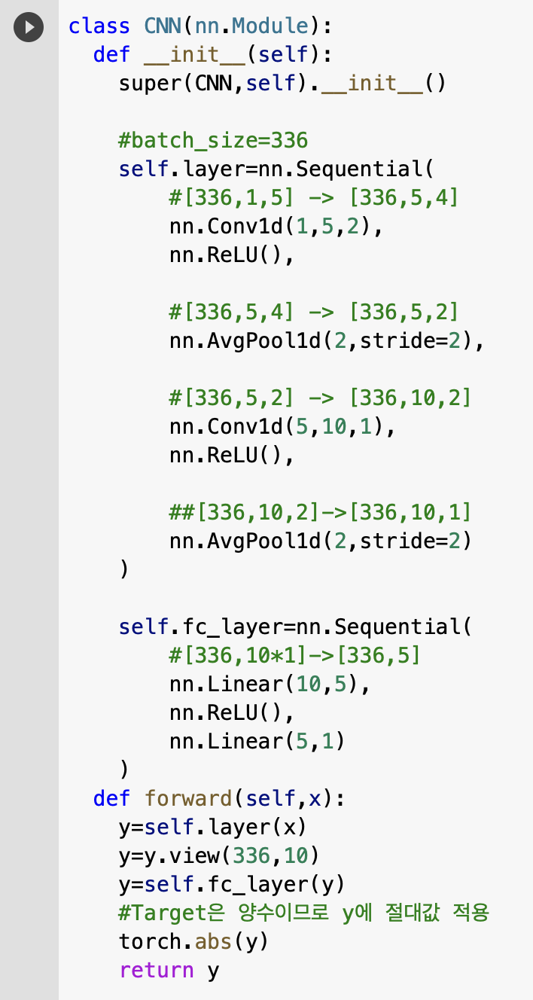 class CNN(nn.Module):
  def __init__(self):
    super(CNN,self).__init__()

    #batch_size=336
    self.layer=nn.Sequential(
        #[336,1,5] -> [336,5,4]
        nn.Conv1d(1,5,2),
        nn.ReLU(),

        #[336,5,4] -> [336,5,2]
        nn.AvgPool1d(2,stride=2),

        #[336,5,2] -> [336,10,2]
        nn.Conv1d(5,10,1),
        nn.ReLU(),

        ##[336,10,2]->[336,10,1]
        nn.AvgPool1d(2,stride=2)
    )

    self.fc_layer=nn.Sequential(
        #[336,10*1]->[336,5]
        nn.Linear(10,5),
        nn.ReLU(),
        nn.Linear(5,1)
    )
  def forward(self,x):
    y=self.layer(x)
    y=y.view(336,10)
    y=self.fc_layer(y)
    #Target은 양수이므로 y에 절대값 적용
    torch.abs(y)
    return y